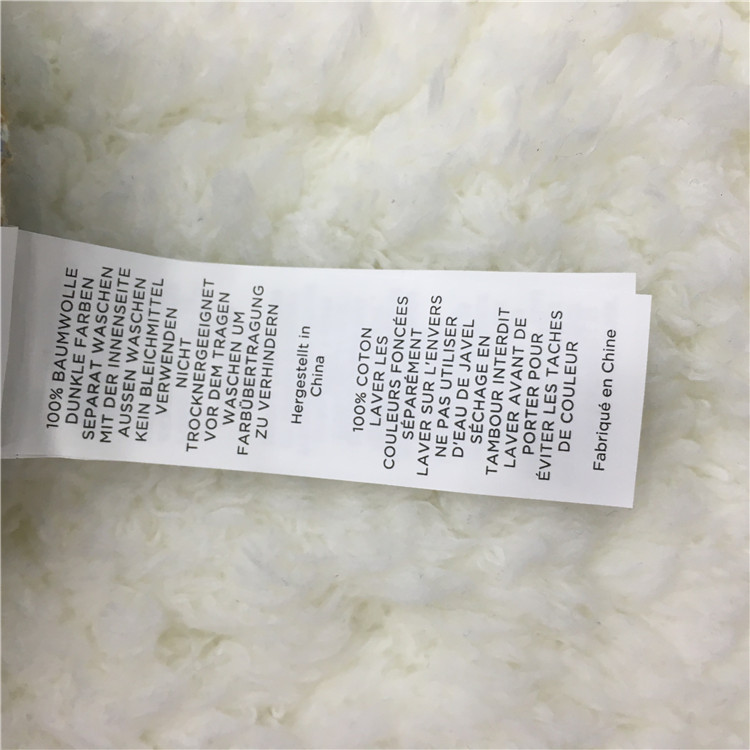 100% BAUMWOLLE
DUNKLE FARBEN
SEPARAT WASCHEN
MIT DER INNENSEITE
AUSSEN WASCHEN
KEIN BLEICHMITTEL
VERWENDEN
NICHT
TROCKNERGEEIGNET
VOR DEM TRAGEN
WASCHEN UM
FARBÜBERTRAGUNG
ZU VERHINDERN
Hergestellt in
China
100% COTON
LAVER LES
COULEURS FONCÉES
SÉPARÉMENT
LAVER SUR L'ENVERS
NE PAS UTILISER
D'EAU DE JAVEL
SÉCHAGE EN
TAMBOUR INTERDIT
LAVER AVANT DE
PORTER POUR
ÉVITER LES TACHES
DE COULEUR
Fabriqué en Chine